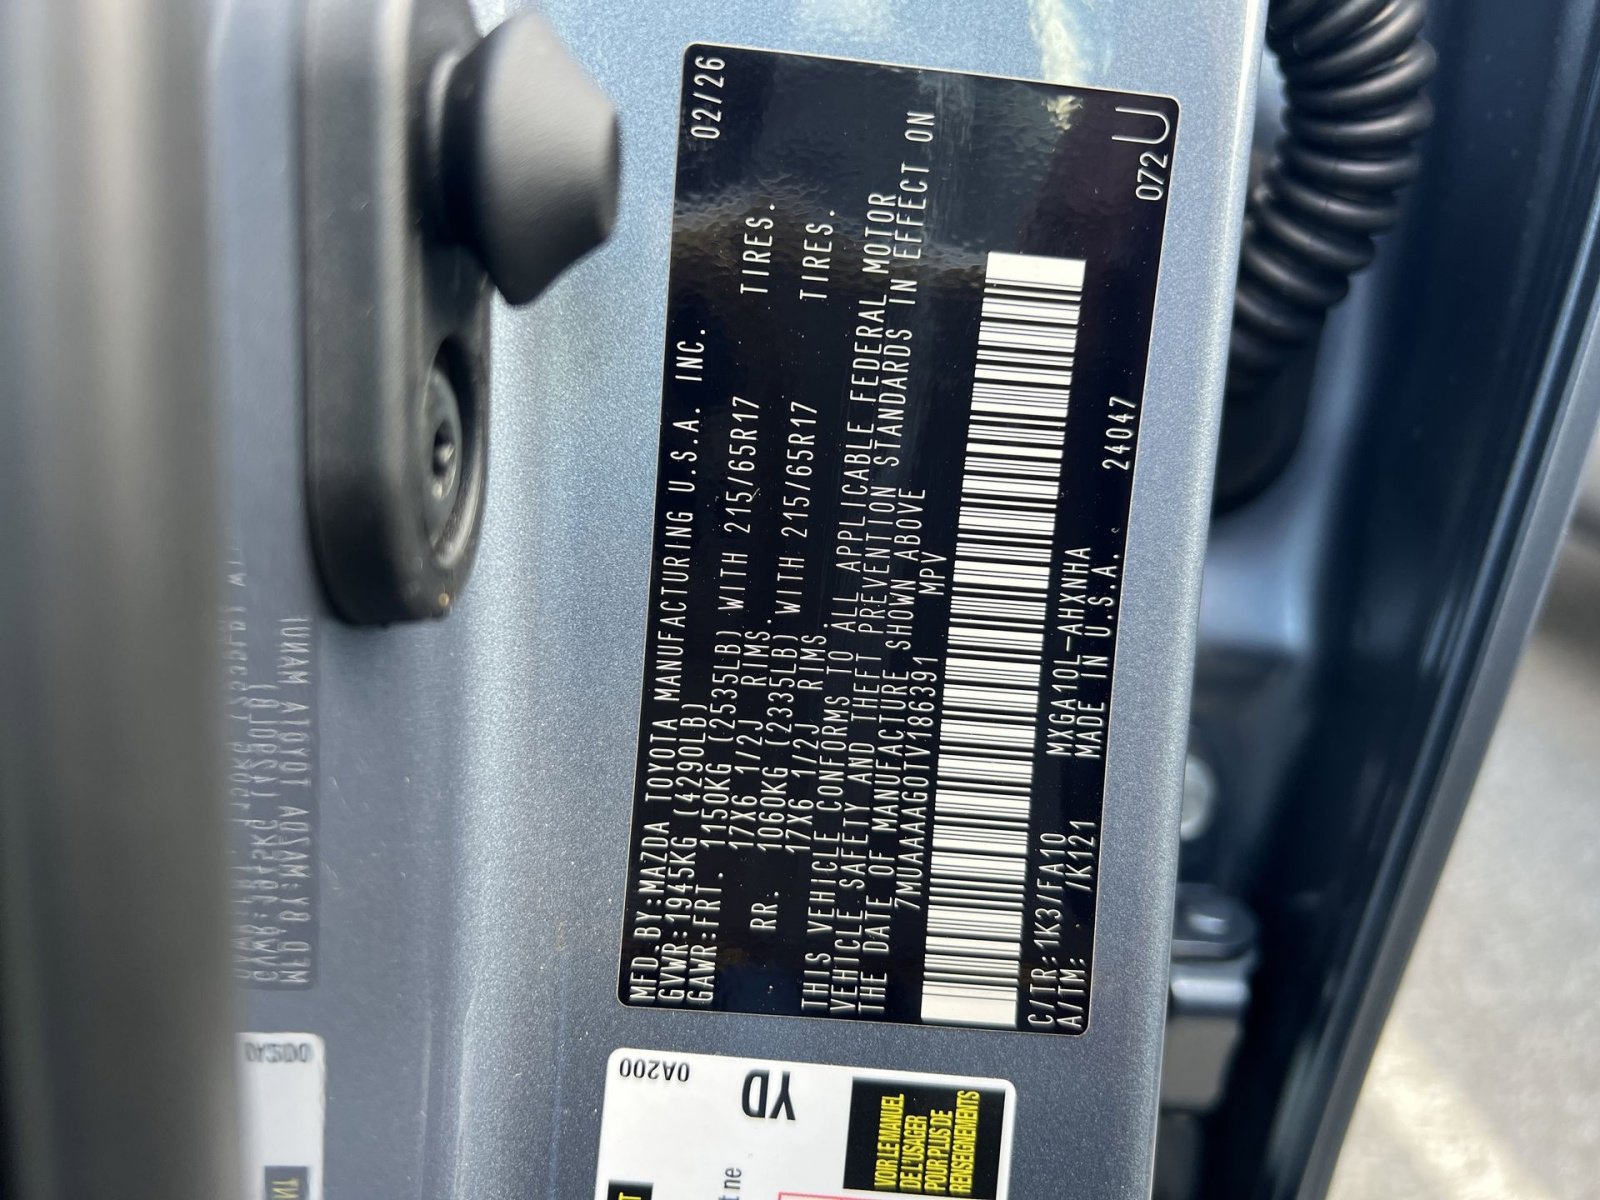 MFD.BY:MAZDA TOYOTA MANUFACTURING U.S.A. INC. 02/26
GVWR:1945KG (4290LB)
GAWR:FRT. 1150KG (2535LB) WITH 215/65R17 TIRES.
17X6 1/2J RIMS.
RR. 1060KG (2335LB) WITH 215/65R17 TIRES.
17X6 1/2J RIMS
THIS VEHICLE CONFORMS TO ALL APPLICABLE FEDERAL MOTOR
VEHICLE SAFETY AND THEFT PREVENTION STANDARDS IN EFFECT ON
THE DATE OF MANUFACTURE SHOWN ABOVE
7MUAAAAG0TV186391 MPV
C/TR:1K3/FA10 MXGA10L-AHXNHA 24047 072U
A/TM: /K121 MADE IN U.S.A.
0A200
YD
VOIR LE MANUEL
DE L'USAGER
POUR PLUS DE
RENSEIGNEMENTS